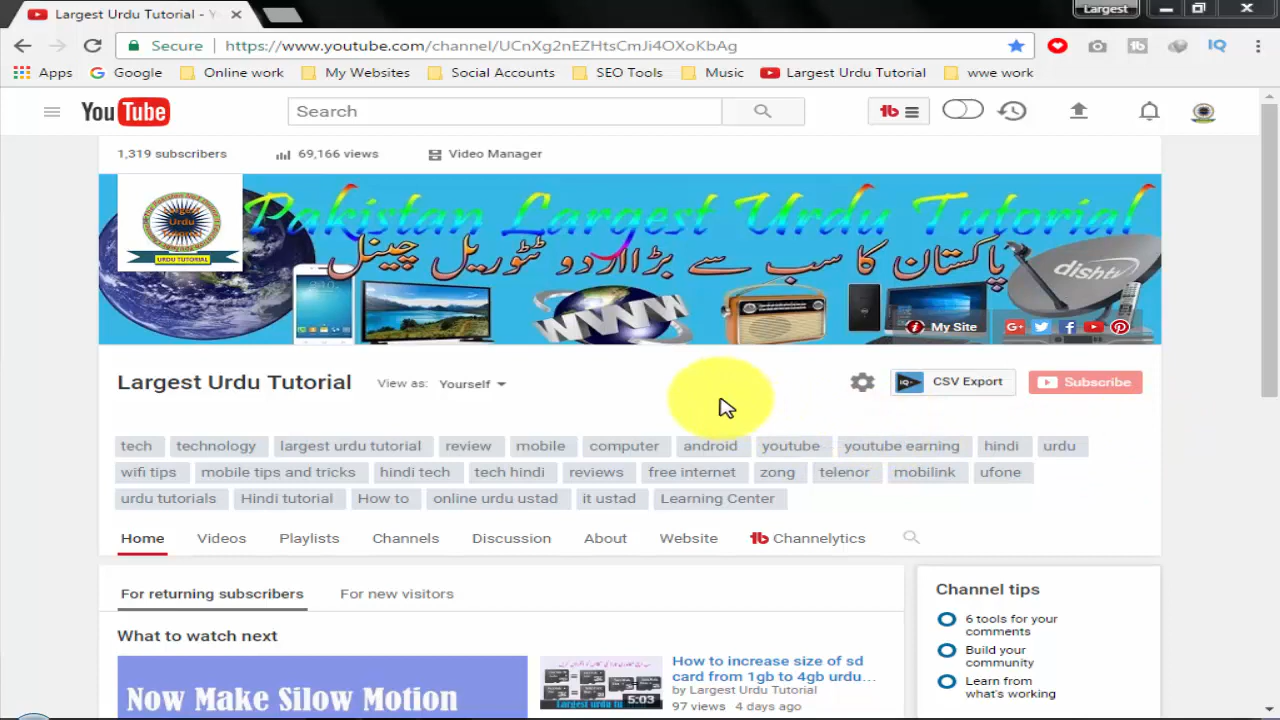 Largest Urdu Tutorial - Y
Largest
Secure
https://www.youtube.com/channel/UCnXg2nEZHtsCmJi4OXoKbAg
Apps Google Online work My Websites Social Accounts SEO Tools Music Largest Urdu Tutorial wwe work
YouTube
Search
1,319 subscribers 69,166 views Video Manager
Pakistan Largest Urdu Tutorial
پاکستان کا سب سے بڑا اردو ٹٹوریل چینل
Urdu
URDU TUTORIAL
dishtv
WWW
My Site
Largest Urdu Tutorial View as: Yourself CSV Export Subscribe
tech technology largest urdu tutorial review mobile computer android youtube youtube earning hindi urdu
wifi tips mobile tips and tricks hindi tech tech hindi reviews free internet zong telenor mobilink ufone
urdu tutorials Hindi tutorial How to online urdu ustad it ustad Learning Center
Home Videos Playlists Channels Discussion About Website Channelytics
For returning subscribers For new visitors
What to watch next
Now Make Silow Motion
5:03
How to increase size of sd
card from 1gb to 4gb urdu...
by Largest Urdu Tutorial
97 views 4 days ago
Channel tips
6 tools for your
comments
Build your
community
Learn from
what's working